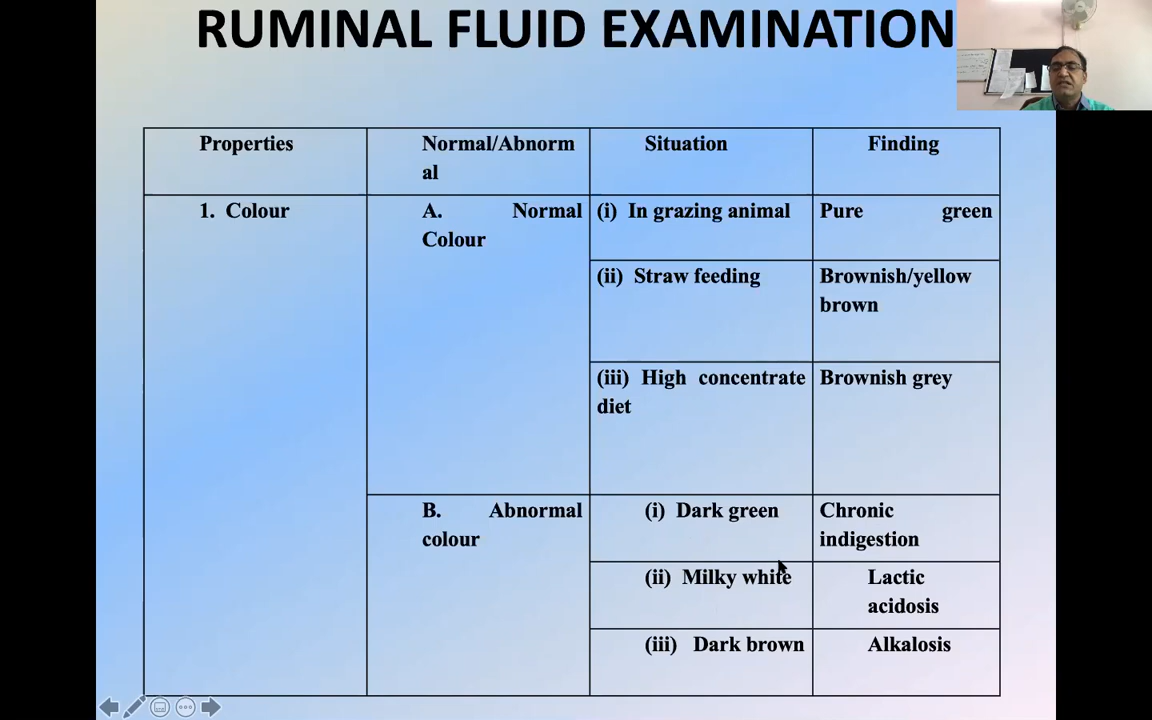 RUMINAL FLUID EXAMINATION
Properties
Normal/Abnorm
al
Situation
Finding
1. Colour
A. Normal
Colour
(i) In grazing animal
Pure green
(ii) Straw feeding
Brownish/yellow
brown
(iii) High concentrate
diet
Brownish grey
B. Abnormal
colour
(i) Dark green
Chronic
indigestion
(ii) Milky white
Lactic
acidosis
(iii) Dark brown
Alkalosis